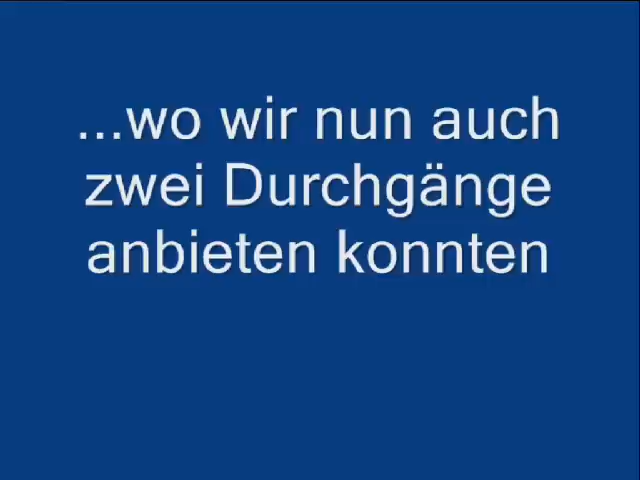 ...wo wir nun auch
zwei Durchgänge
anbieten konnten